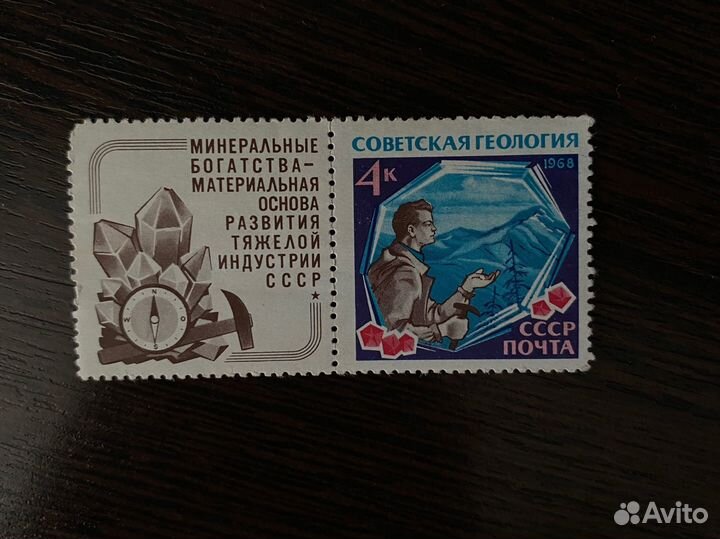 МИНЕРАЛЬНЫЕ
БОГАТСТВА-
МАТЕРИАЛЬНАЯ
ОСНОВА
РАЗВИТИЯ
ТЯЖЕЛОЙ
ИНДУСТРИИ
СССР
N
W
O
S
СОВЕТСКАЯ ГЕОЛОГИЯ
4К
1968
СССР
ПОЧТА
Avito